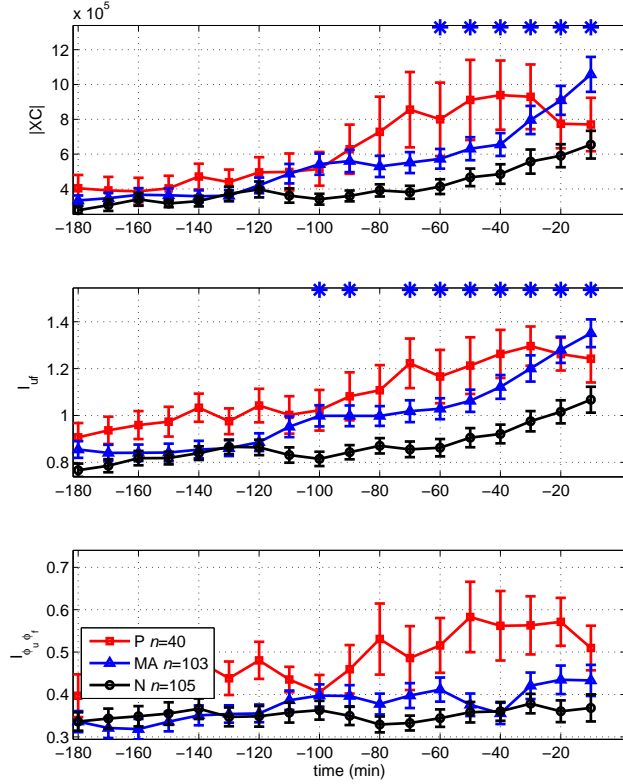 x 10⁵
12
10
8
6
4
|XC|
−180 −160 −140 −120 −100 −80 −60 −40 −20
1.4
1.2
1
0.8
I_uf
−180 −160 −140 −120 −100 −80 −60 −40 −20
0.7
0.6
0.5
0.4
0.3
I_ϕ_u ϕ_f
P n=40
MA n=103
N n=105
−180 −160 −140 −120 −100 −80 −60 −40 −20
time (min)